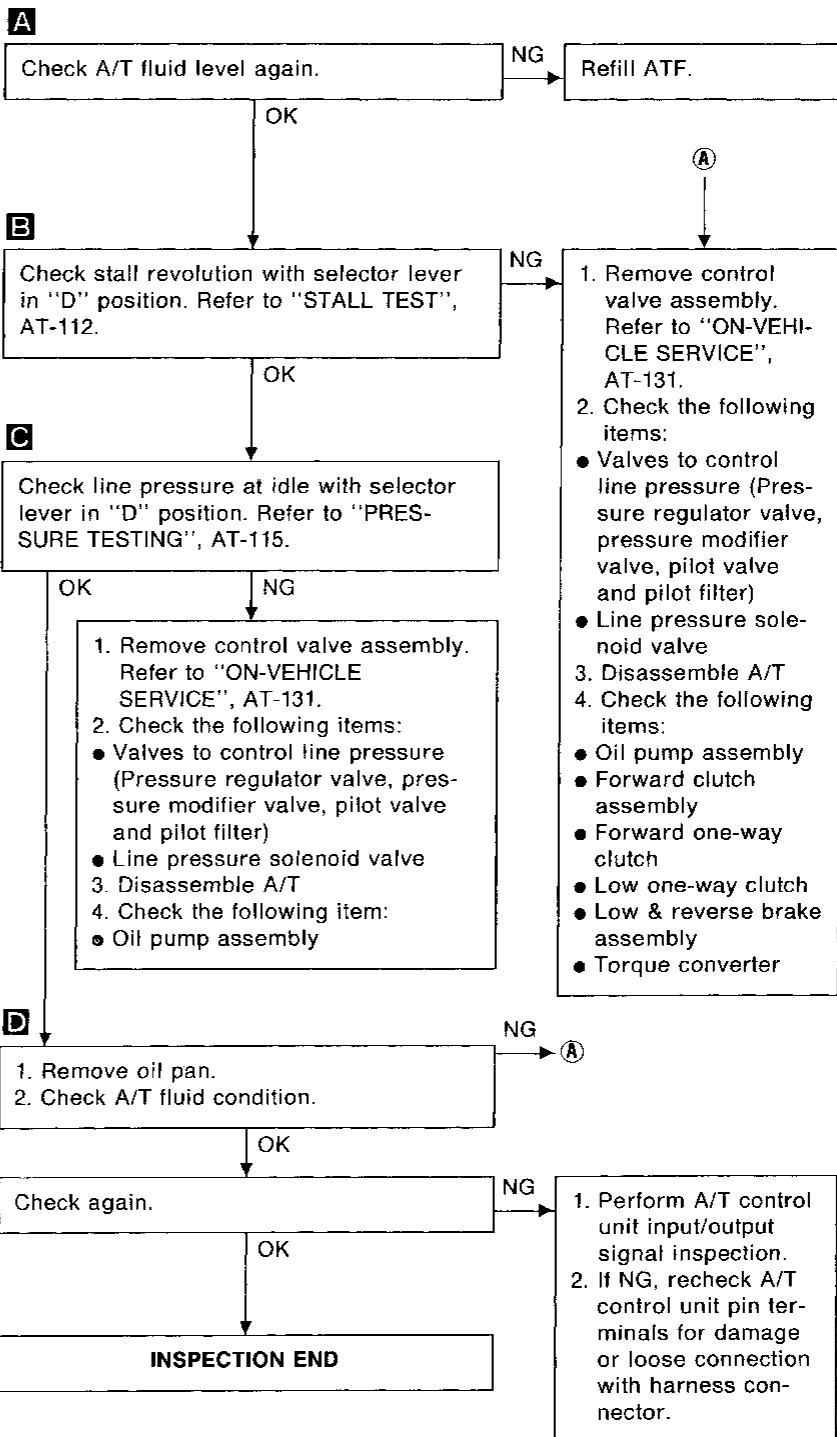 A
Check A/T fluid level again.
NG
Refill ATF.
OK
Ⓐ
B
Check stall revolution with selector lever
in "D" position. Refer to "STALL TEST",
AT-112.
NG
1. Remove control
valve assembly.
Refer to "ON-VEHI-
CLE SERVICE",
AT-131.
2. Check the following
items:
● Valves to control
line pressure (Pres-
sure regulator valve,
pressure modifier
valve, pilot valve
and pilot filter)
● Line pressure sole-
noid valve
3. Disassemble A/T
4. Check the following
items:
● Oil pump assembly
● Forward clutch
assembly
● Forward one-way
clutch
● Low one-way clutch
● Low & reverse brake
assembly
● Torque converter
OK
C
Check line pressure at idle with selector
lever in "D" position. Refer to "PRES-
SURE TESTING", AT-115.
OK
NG
1. Remove control valve assembly.
Refer to "ON-VEHICLE
SERVICE", AT-131.
2. Check the following items:
● Valves to control line pressure
(Pressure regulator valve, pres-
sure modifier valve, pilot valve
and pilot filter)
● Line pressure solenoid valve
3. Disassemble A/T
4. Check the following item:
● Oil pump assembly
D
1. Remove oil pan.
2. Check A/T fluid condition.
NG
Ⓐ
OK
Check again.
NG
1. Perform A/T control
unit input/output
signal inspection.
2. If NG, recheck A/T
control unit pin ter-
minals for damage
or loose connection
with harness con-
nector.
OK
INSPECTION END